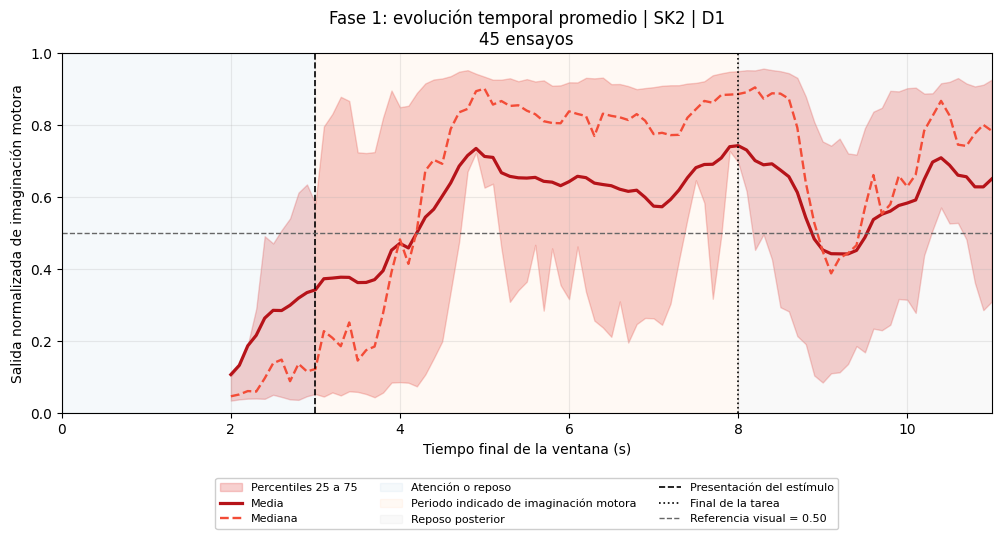 Fase 1: evolución temporal promedio | SK2 | D1
45 ensayos
Salida normalizada de imaginación motora
1.0
0.8
0.6
0.4
0.2
0.0
0
2
4
6
8
10
Tiempo final de la ventana (s)
Percentiles 25 a 75
Media
Mediana
Atención o reposo
Periodo indicado de imaginación motora
Reposo posterior
Presentación del estímulo
Final de la tarea
Referencia visual = 0.50